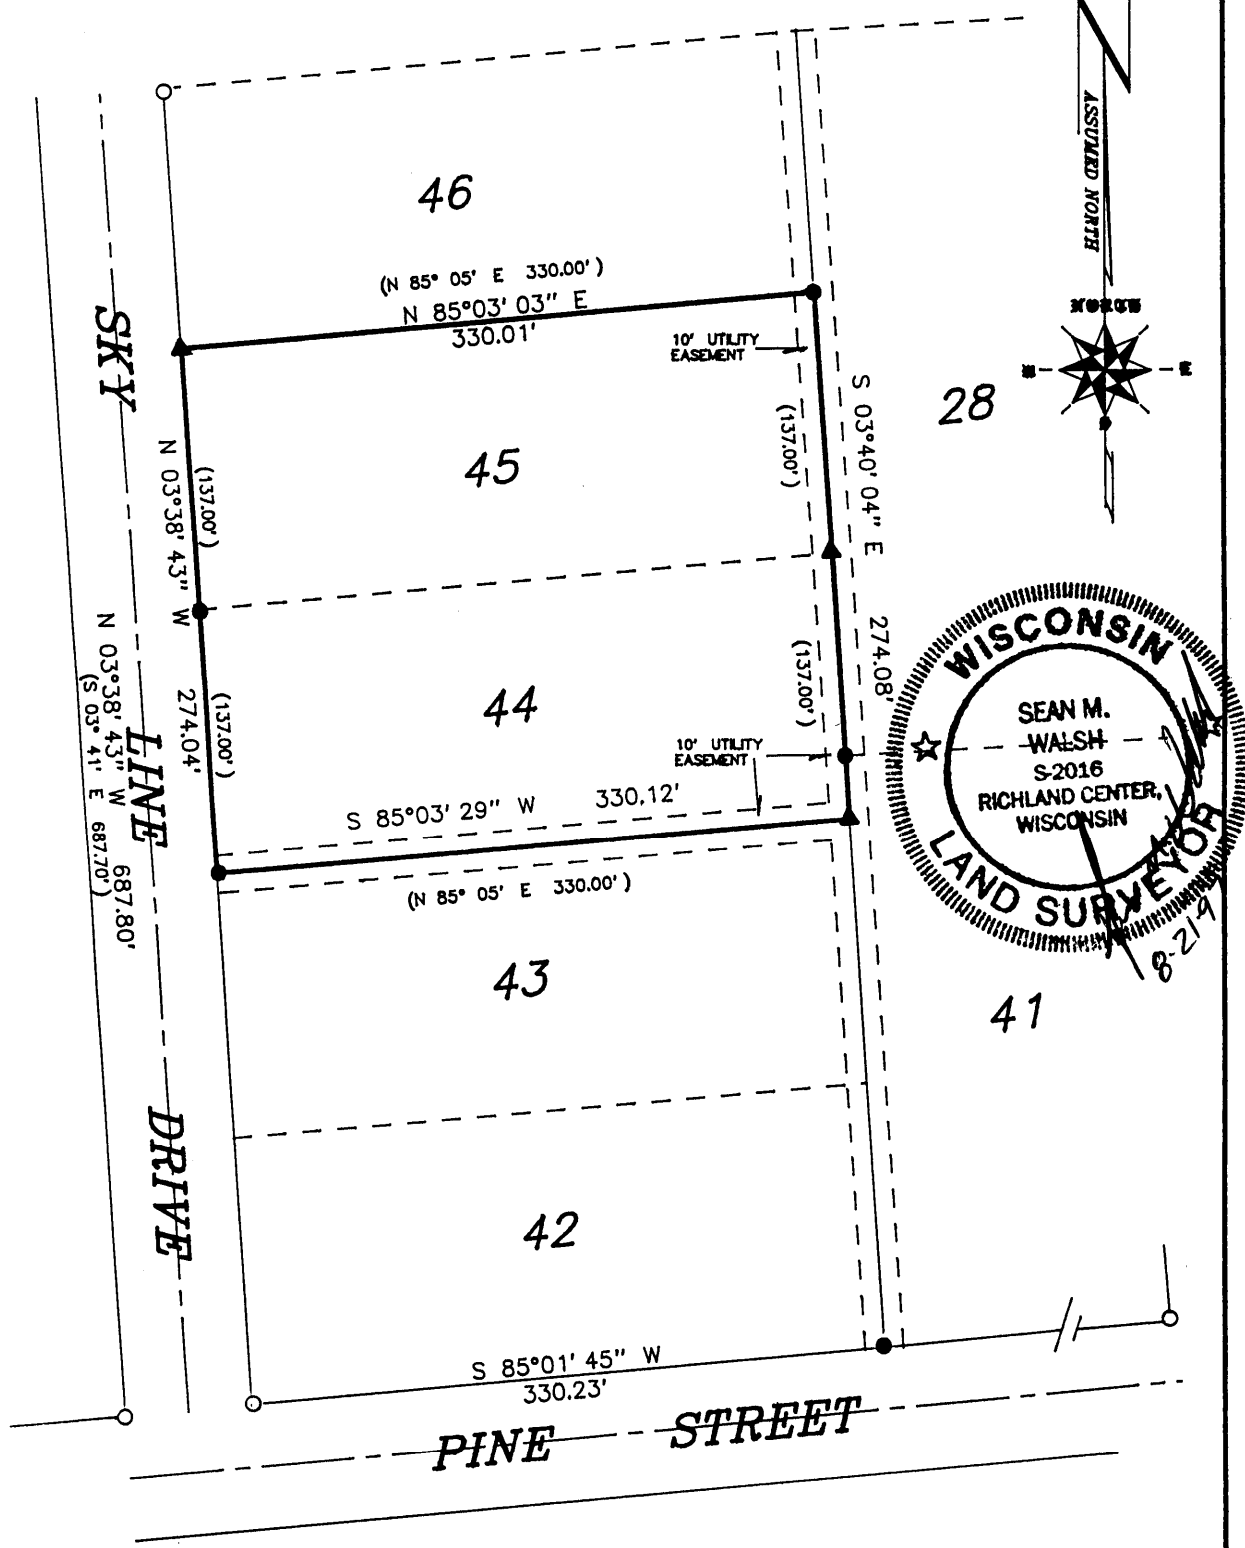 ASSUMED NORTH
46
(N 85° 05' E 330.00')
N 85°03' 03" E
330.01'
10' UTILITY
EASEMENT
SKY LINE DRIVE
N 03°38' 43" W 274.04'
(137.00')
(137.00')
45
(137.00')
S 03°40' 04" E 274.08'
28
N 03°38' 43" W 687.80'
(S 03° 41' E 687.70')
44
(137.00')
10' UTILITY
EASEMENT
S 85°03' 29" W 330.12'
(N 85° 05' E 330.00')
WISCONSIN
SEAN M.
WALSH
S-2016
RICHLAND CENTER,
WISCONSIN
LAND SURVEYOR
43
41
42
S 85°01' 45" W
330.23'
PINE STREET